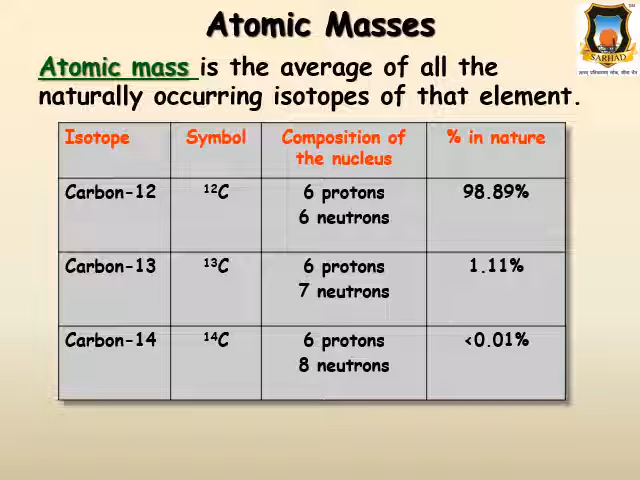 Atomic Masses
SARHAD
Atomic mass is the average of all the
naturally occurring isotopes of that element.
Isotope Symbol Composition of the nucleus % in nature
Carbon-12 ¹²C 6 protons 98.89%
6 neutrons
Carbon-13 ¹³C 6 protons 1.11%
7 neutrons
Carbon-14 ¹⁴C 6 protons <0.01%
8 neutrons